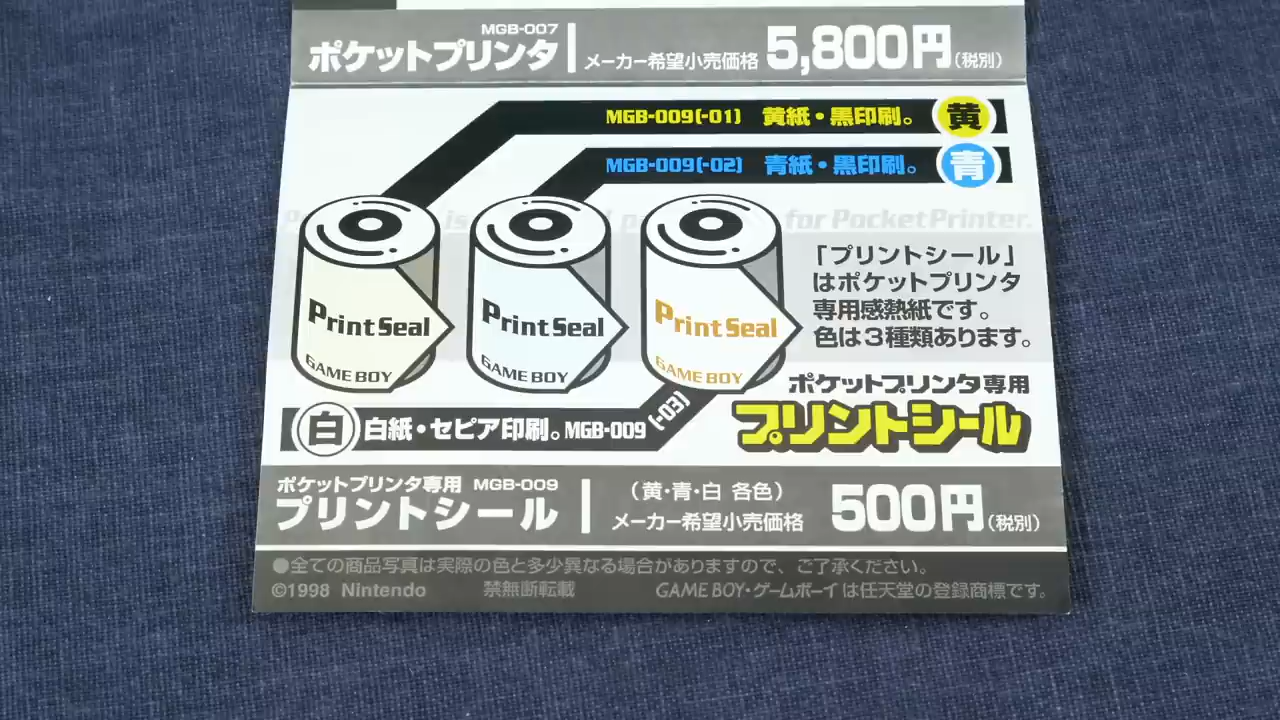 MGB-007
ポケットプリンタ メーカー希望小売価格 5,800円(税別)
MGB-009(-01) 黄紙・黒印刷。 黄
MGB-009(-02) 青紙・黒印刷。 青
for PocketPrinter.
「プリントシール」
はポケットプリンタ
専用感熱紙です。
色は3種類あります。
Print Seal
GAME BOY
Print Seal
GAME BOY
Print Seal
GAME BOY
ポケットプリンタ専用
プリントシール
白 白紙・セピア印刷。MGB-009 (-03)
ポケットプリンタ専用 MGB-009
プリントシール
(黄・青・白 各色)
メーカー希望小売価格 500円(税別)
●全ての商品写真は実際の色と多少異なる場合がありますので、ご了承ください。
©1998 Nintendo 禁無断転載 GAME BOY・ゲームボーイは任天堂の登録商標です。